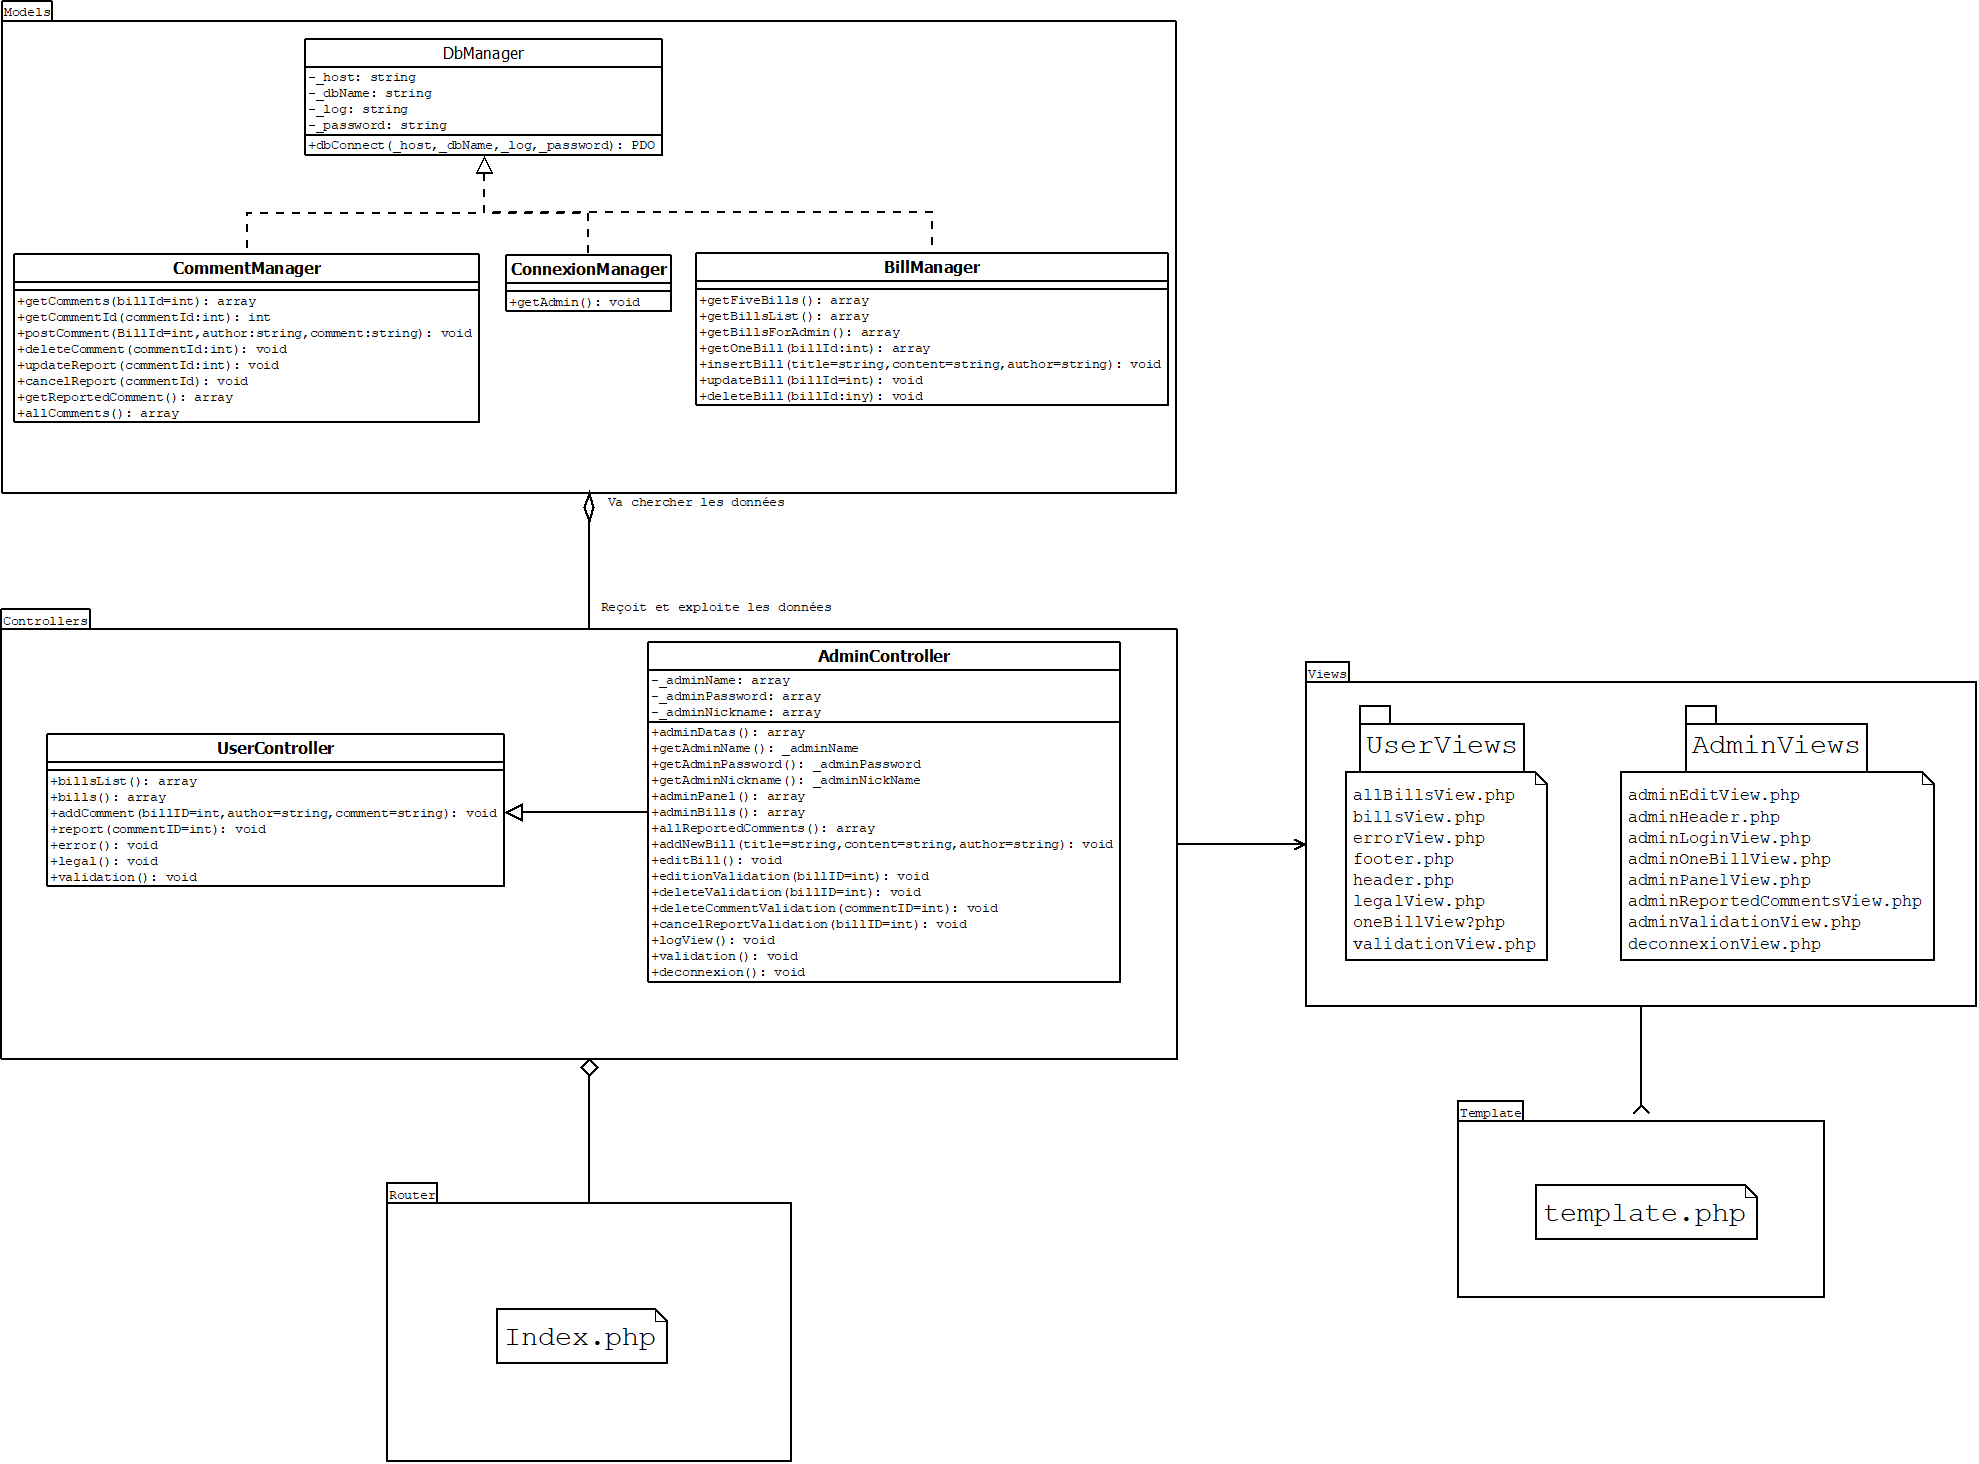 Models
DbManager
-_host: string
-_dbName: string
-_log: string
-_password: string
+dbConnect(_host,_dbName,_log,_password): PDO
CommentManager
+getComments(billId=int): array
+getCommentId(commentId:int): int
+postComment(BillId=int,author:string,comment:string): void
+deleteComment(commentId:int): void
+updateReport(commentId:int): void
+cancelReport(commentId): void
+getReportedComment(): array
+allComments(): array
ConnexionManager
+getAdmin(): void
BillManager
+getFiveBills(): array
+getBillsList(): array
+getBillsForAdmin(): array
+getOneBill(billId:int): array
+insertBill(title=string,content=string,author=string): void
+updateBill(billId=int): void
+deleteBill(billId:iny): void
Va chercher les données
Reçoit et exploite les données
Controllers
UserController
+billsList(): array
+bills(): array
+addComment(billID=int,author=string,comment=string): void
+report(commentID=int): void
+error(): void
+legal(): void
+validation(): void
AdminController
-_adminName: array
-_adminPassword: array
-_adminNickname: array
+adminDatas(): array
+getAdminName(): _adminName
+getAdminPassword(): _adminPassword
+getAdminNickname(): _adminNickName
+adminPanel(): array
+adminBills(): array
+allReportedComments(): array
+addNewBill(title=string,content=string,author=string): void
+editBill(): void
+editionValidation(billID=int): void
+deleteValidation(billID=int): void
+deleteCommentValidation(commentID=int): void
+cancelReportValidation(billID=int): void
+logView(): void
+validation(): void
+deconnexion(): void
Views
UserViews
allBillsView.php
billsView.php
errorView.php
footer.php
header.php
legalView.php
oneBillView?php
validationView.php
AdminViews
adminEditView.php
adminHeader.php
adminLoginView.php
adminOneBillView.php
adminPanelView.php
adminReportedCommentsView.php
adminValidationView.php
deconnexionView.php
Template
template.php
Router
Index.php